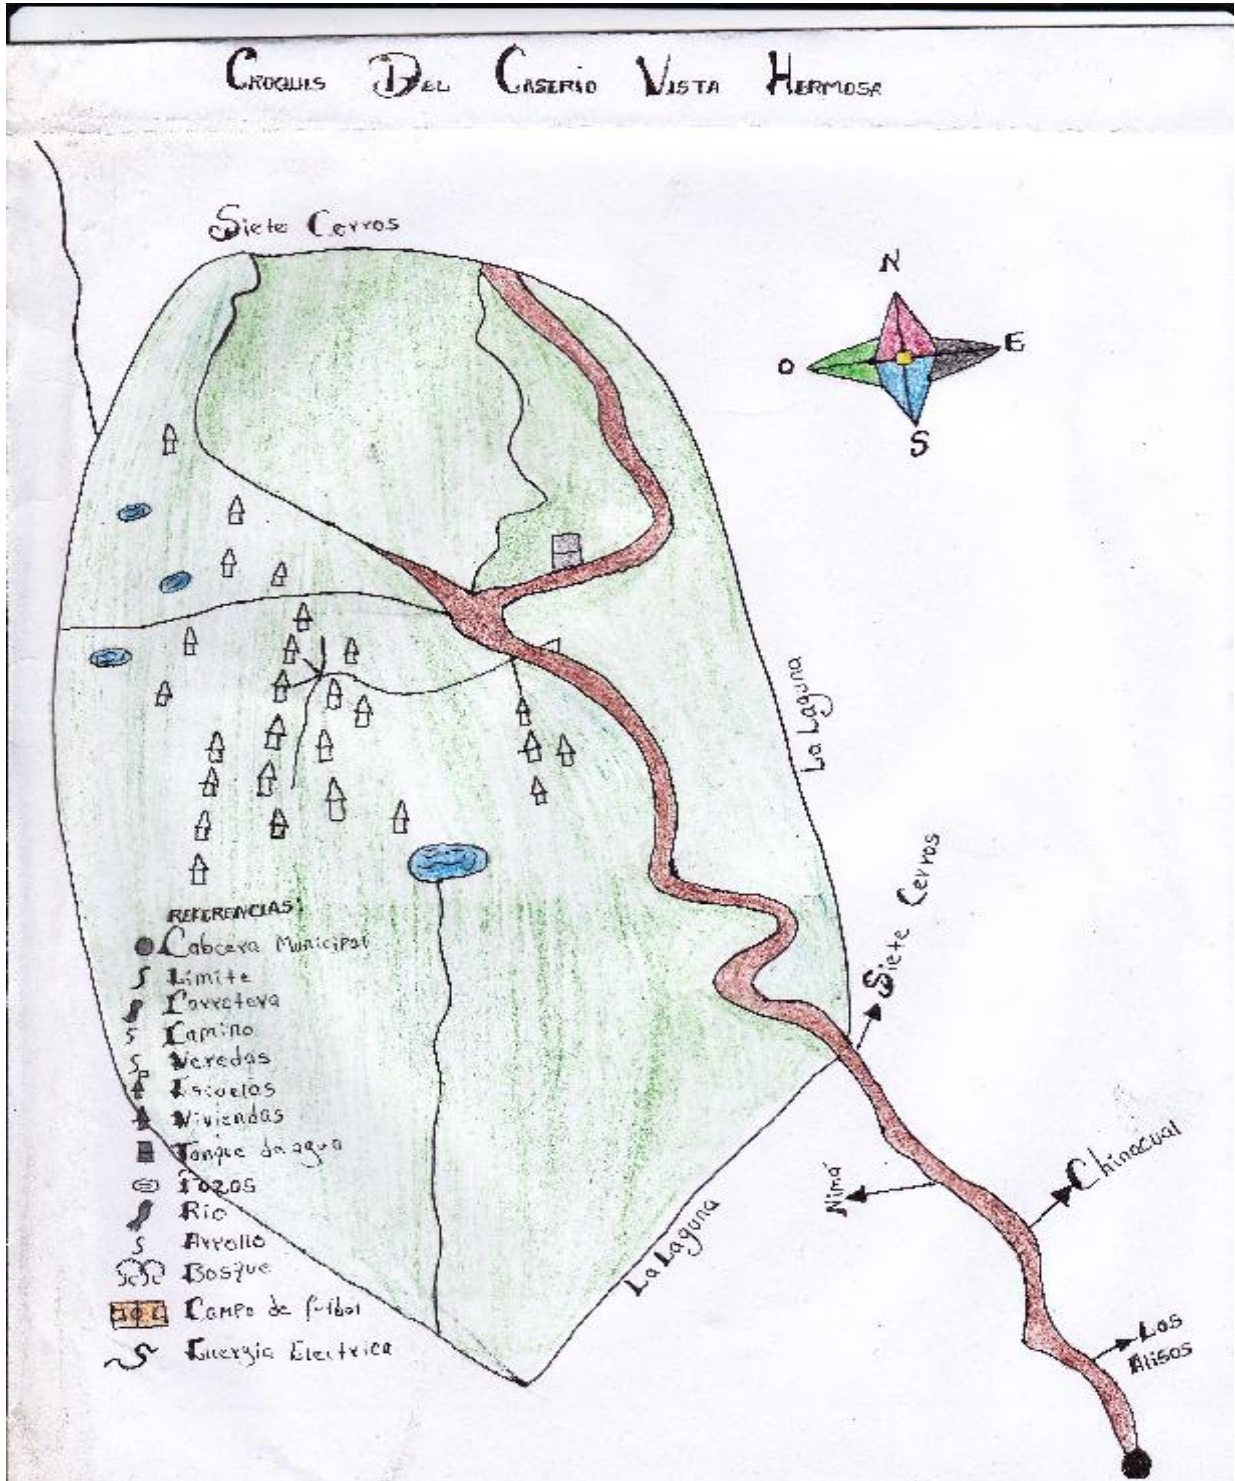 Croquis Del Caserio Vista Hermosa
Siete Cerros
N
O
E
S
La Laguna
Siete Cerros
REFERENCIAS:
Cabcera Municipal
Limite
Carretera
Camino
Veredas
Escuelas
Viviendas
Tanque da agua
Pozos
Rio
Arrollo
Bosque
Campo de futbol
Energia Electrica
Chinacual
Nimá
La Laguna
Los
Alisos